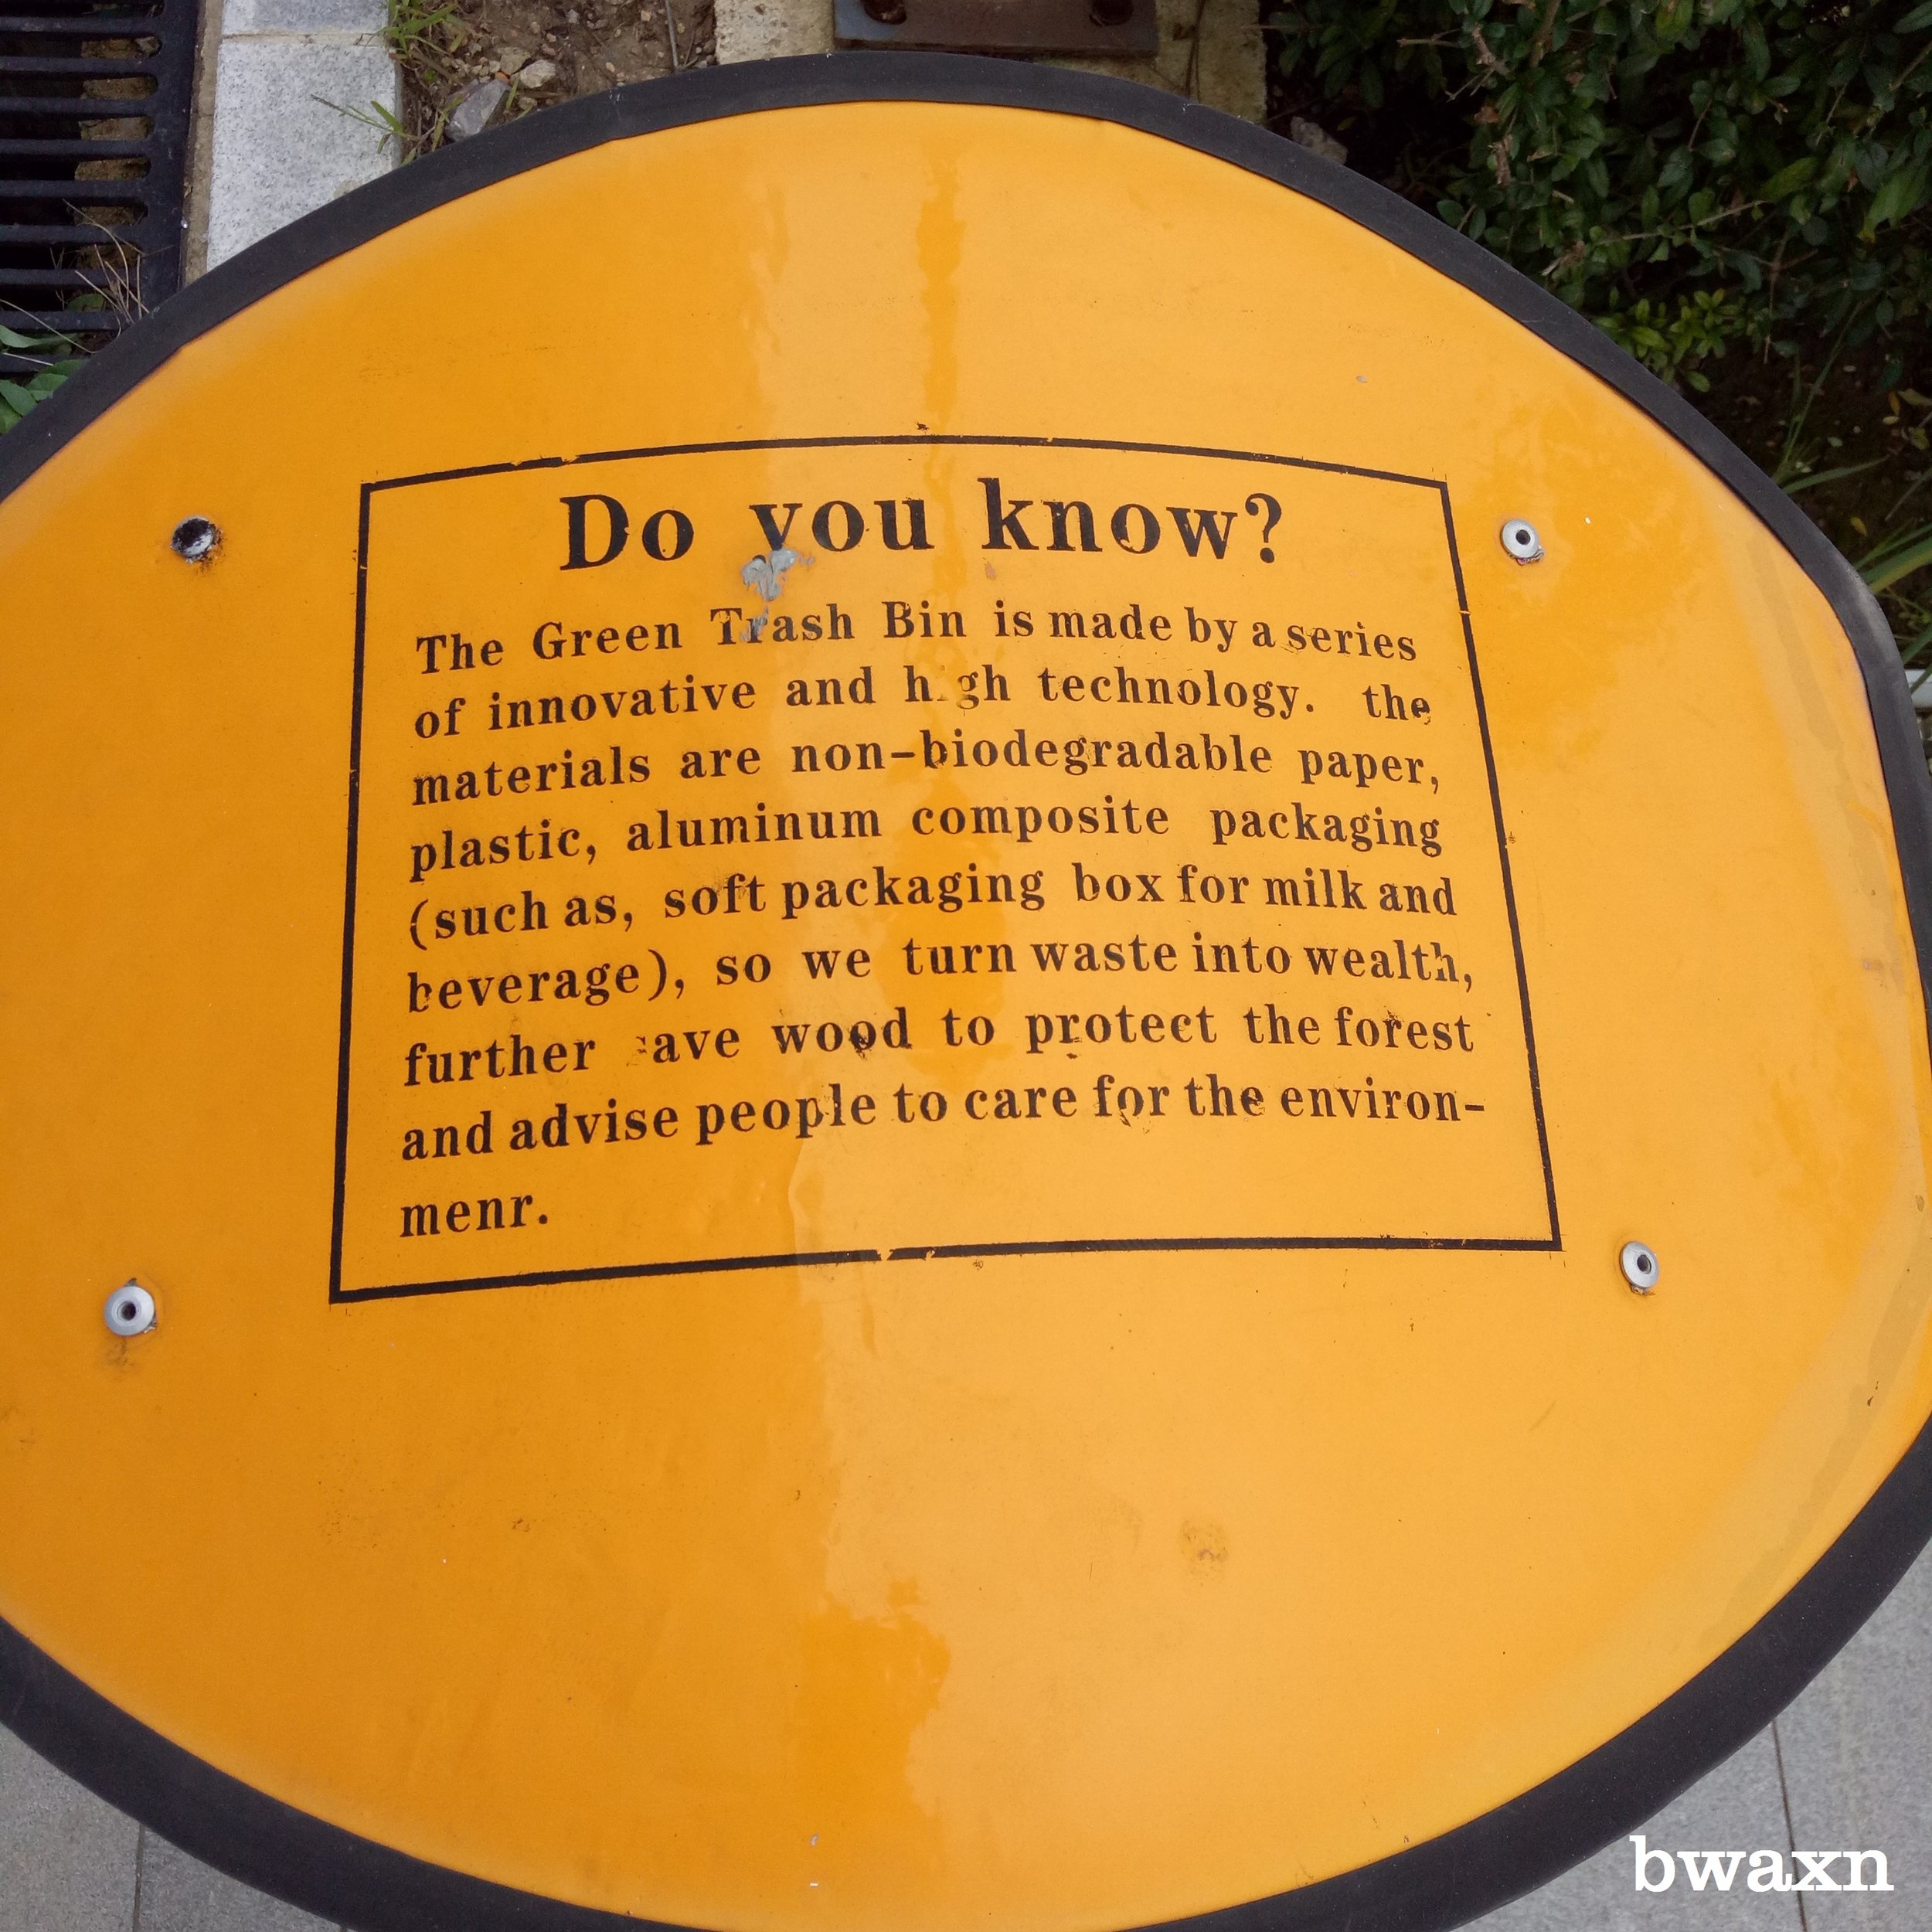 Do you know?
The Green Trash Bin is made by a series
of innovative and high technology. the
materials are non-biodegradable paper,
plastic, aluminum composite packaging
(such as, soft packaging box for milk and
beverage), so we turn waste into wealth,
further save wood to protect the forest
and advise people to care for the environ-
menr.
bwaxn